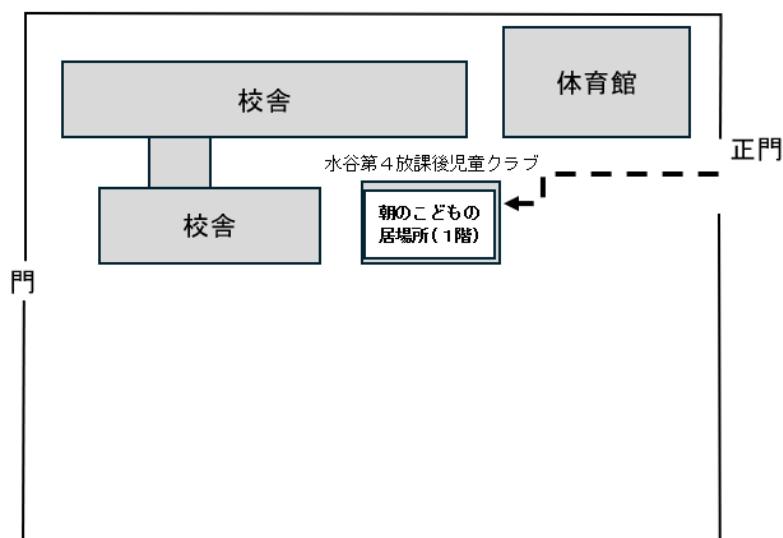 体育館
校舎
正門
水谷第４放課後児童クラブ
朝のこどもの
居場所(１階)
校舎
門